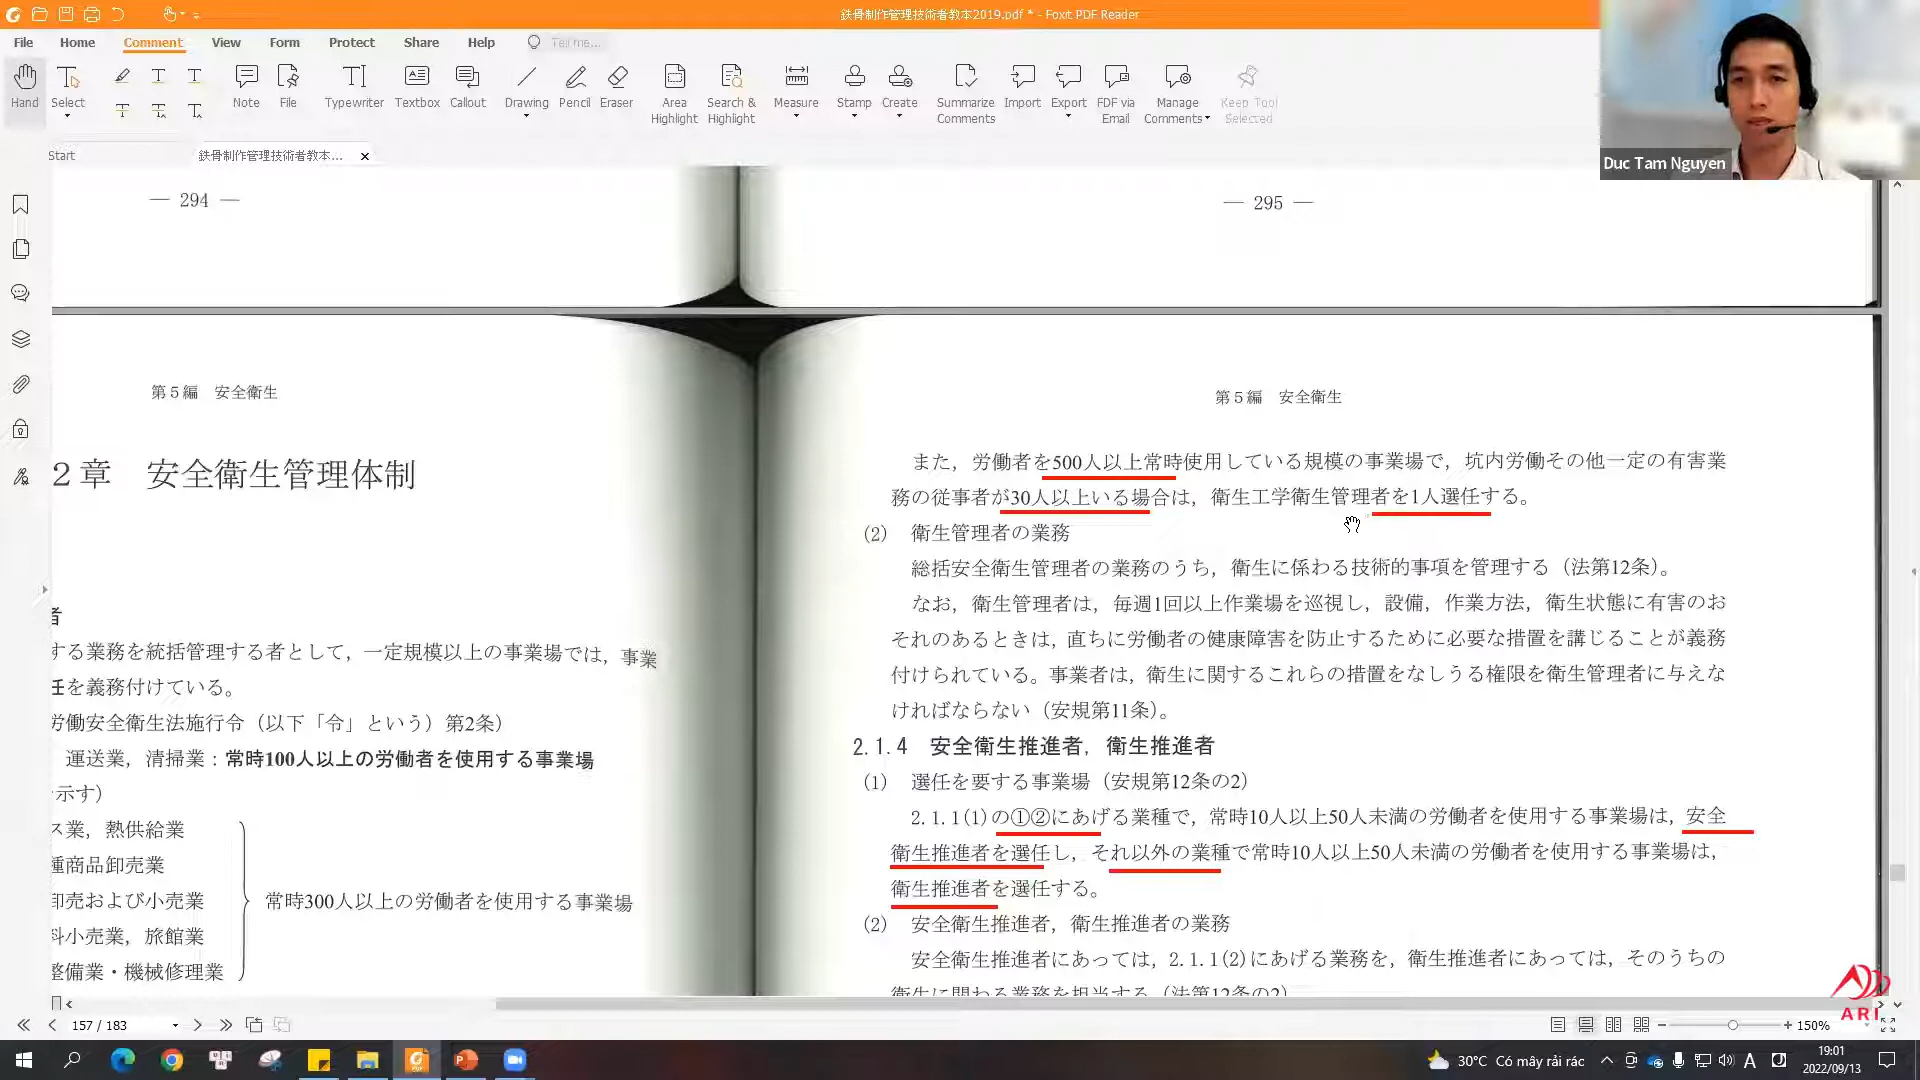 鉄骨制作管理技術者教本2019.pdf * - Foxit PDF Reader
File Home Comment View Form Protect Share Help Tell me...
Hand Select Note File Typewriter Textbox Callout Drawing Pencil Eraser Area Highlight Search & Highlight Measure Stamp Create Summarize Comments Import Export FDF via Email Manage Comments Keep Tool Selected
Duc Tam Nguyen
Start 鉄骨制作管理技術者教本...
— 294 —
— 295 —
第5編 安全衛生
2章 安全衛生管理体制
者
する業務を統括管理する者として，一定規模以上の事業場では，事業
任を義務付けている。
労働安全衛生法施行令（以下「令」という）第2条）
運送業，清掃業：常時100人以上の労働者を使用する事業場
示す）
ス業，熱供給業
種商品卸売業
卸売および小売業
常時300人以上の労働者を使用する事業場
料小売業，旅館業
整備業・機械修理業
第5編 安全衛生
また，労働者を500人以上常時使用している規模の事業場で，坑内労働その他一定の有害業
務の従事者が30人以上いる場合は，衛生工学衛生管理者を1人選任する。
(2) 衛生管理者の業務
総括安全衛生管理者の業務のうち，衛生に係わる技術的事項を管理する（法第12条）。
なお，衛生管理者は，毎週1回以上作業場を巡視し，設備，作業方法，衛生状態に有害のお
それのあるときは，直ちに労働者の健康障害を防止するために必要な措置を講じることが義務
付けられている。事業者は，衛生に関するこれらの措置をなしうる権限を衛生管理者に与えな
ければならない（安規第11条）。
2.1.4 安全衛生推進者，衛生推進者
(1) 選任を要する事業場（安規第12条の2）
2.1.1(1)の①②にあげる業種で，常時10人以上50人未満の労働者を使用する事業場は，安全
衛生推進者を選任し，それ以外の業種で常時10人以上50人未満の労働者を使用する事業場は，
衛生推進者を選任する。
(2) 安全衛生推進者，衛生推進者の業務
安全衛生推進者にあっては，2.1.1(2)にあげる業務を，衛生推進者にあっては，そのうちの
衛生に関わる業務を担当する（法第12条の2）
ARI
157 / 183
150%
30°C Có mây rải rác
19:01
2022/09/13